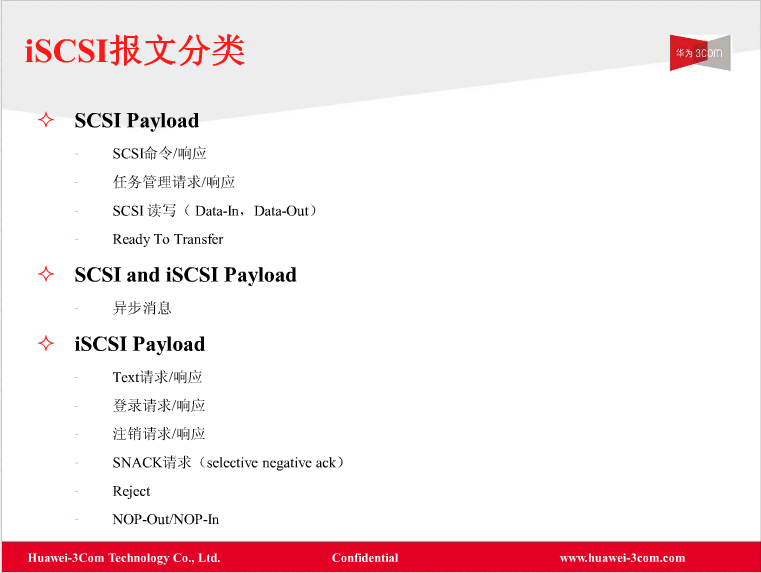 iSCSI报文分类
华为 3COM
SCSI Payload
- SCSI命令/响应
- 任务管理请求/响应
- SCSI 读写（ Data-In，Data-Out）
- Ready To Transfer
SCSI and iSCSI Payload
- 异步消息
iSCSI Payload
- Text请求/响应
- 登录请求/响应
- 注销请求/响应
- SNACK请求（selective negative ack）
- Reject
- NOP-Out/NOP-In
Huawei-3Com Technology Co., Ltd. Confidential www.huawei-3com.com